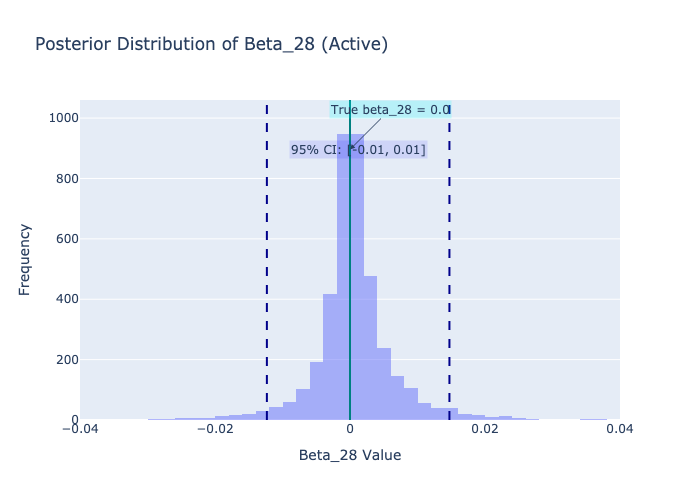 Posterior Distribution of Beta_28 (Active)
1000
True beta_28 = 0.0
95% CI: [-0.01, 0.01]
800
600
400
200
0
Frequency
−0.04
−0.02
0
0.02
0.04
Beta_28 Value